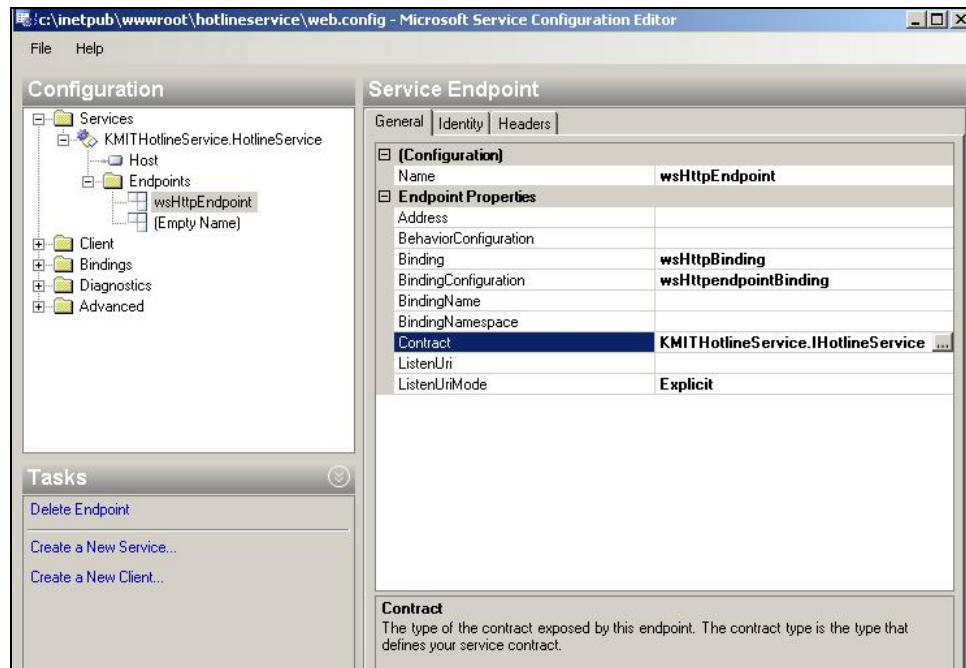 c:\inetpub\wwwroot\hotlineservice\web.config - Microsoft Service Configuration Editor
File Help
Configuration
Services
KMITHotlineService.HotlineService
Host
Endpoints
wsHttpEndpoint
(Empty Name)
Client
Bindings
Diagnostics
Advanced
Tasks
Delete Endpoint
Create a New Service...
Create a New Client...
Service Endpoint
General Identity Headers
(Configuration)
Name wsHttpEndpoint
Endpoint Properties
Address
BehaviorConfiguration
Binding wsHttpBinding
BindingConfiguration wsHttpendpointBinding
BindingName
BindingNamespace
Contract KMITHotlineService.IHotlineService ...
ListenUri
ListenUriMode Explicit
Contract
The type of the contract exposed by this endpoint. The contract type is the type that
defines your service contract.